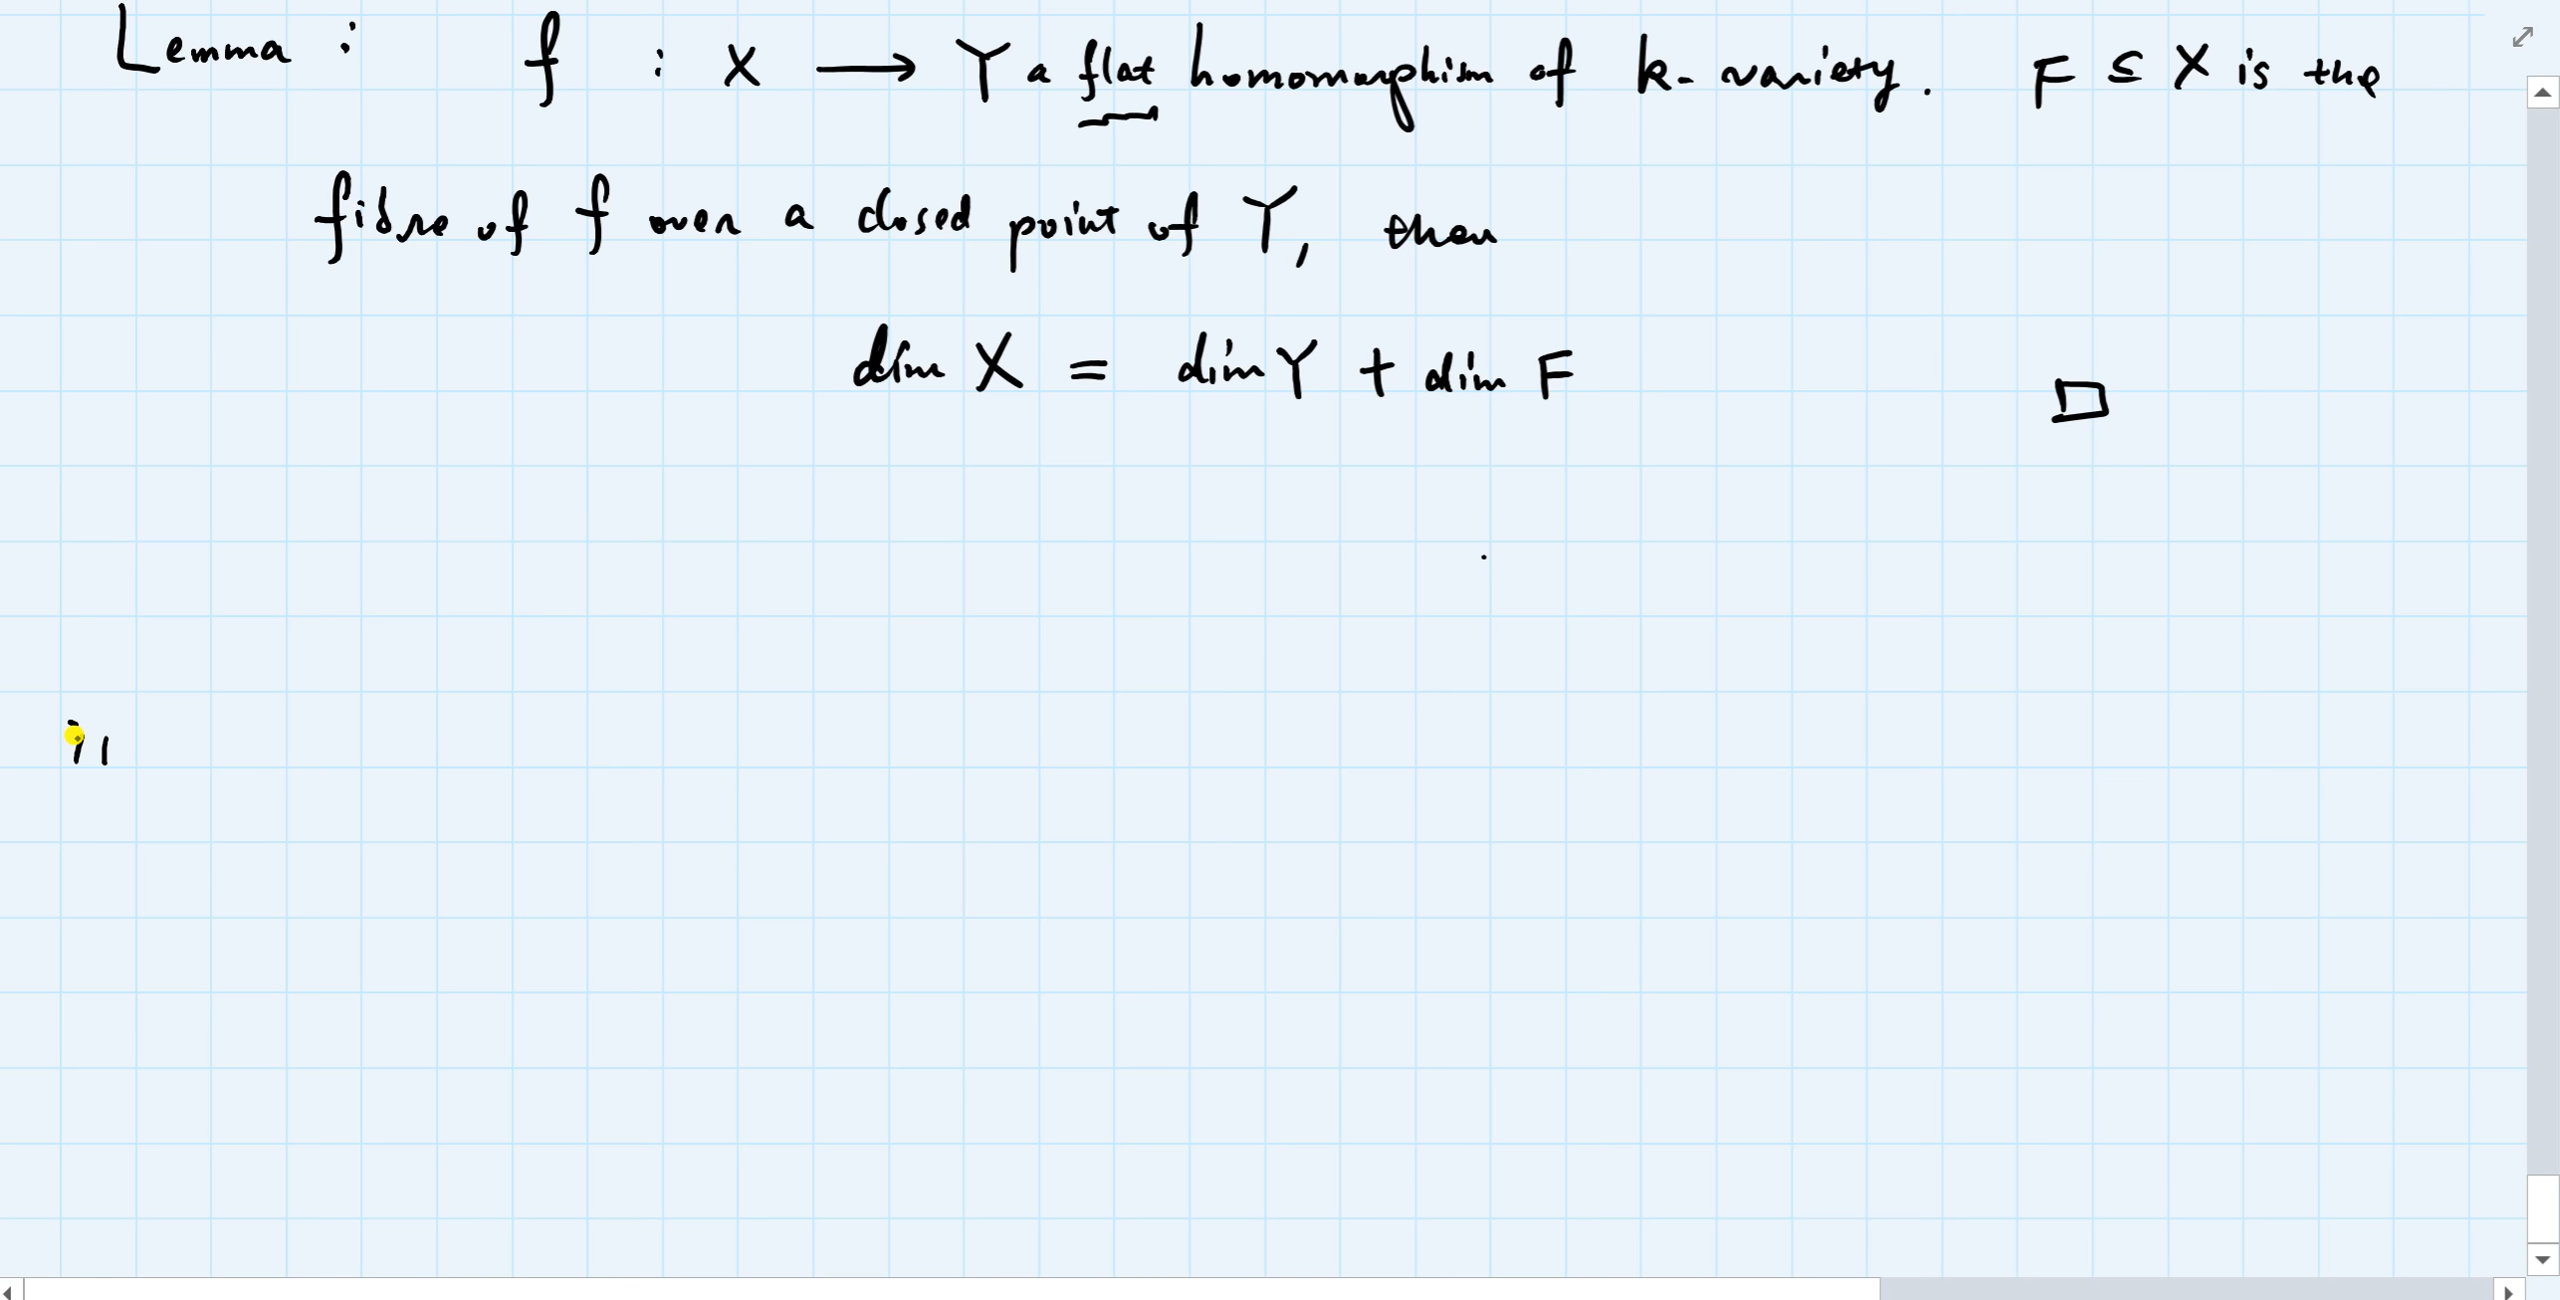 Lemma : f : X ⟶ Y a flat homomorphism of k- variety. F ⊆ X is the
fibre of f over a closed point of Y, then
dim X = dim Y + dim F □